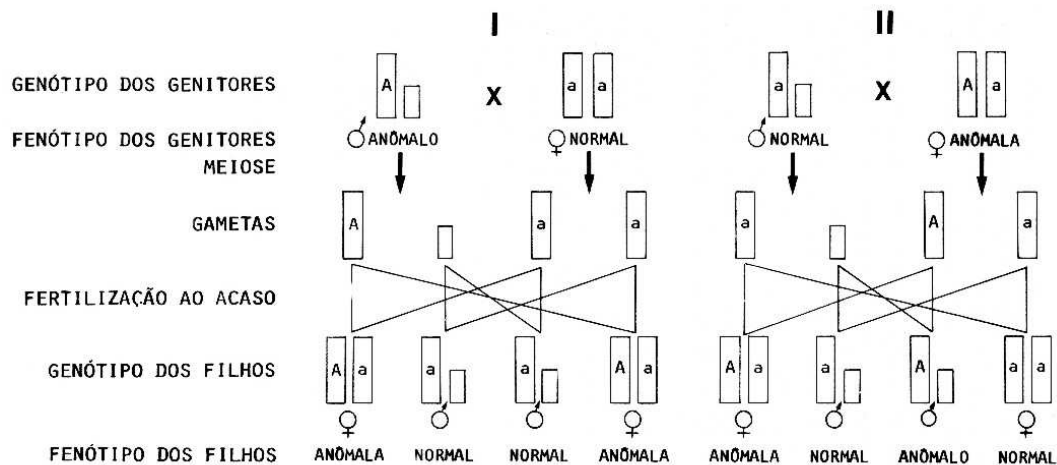 I II
GENÓTIPO DOS GENITORES A X a a a X A a
FENÓTIPO DOS GENITORES ♂ ANÔMALO ♀ NORMAL ♂ NORMAL ♀ ANÔMALA
MEIOSE
GAMETAS A a a a A a
FERTILIZAÇÃO AO ACASO
GENÓTIPO DOS FILHOS A a a a A a A a a A a a
♀ ♂ ♂ ♀ ♀ ♂ ♂ ♀
FENÓTIPO DOS FILHOS ANÔMALA NORMAL NORMAL ANÔMALA ANÔMALA NORMAL ANÔMALO NORMAL